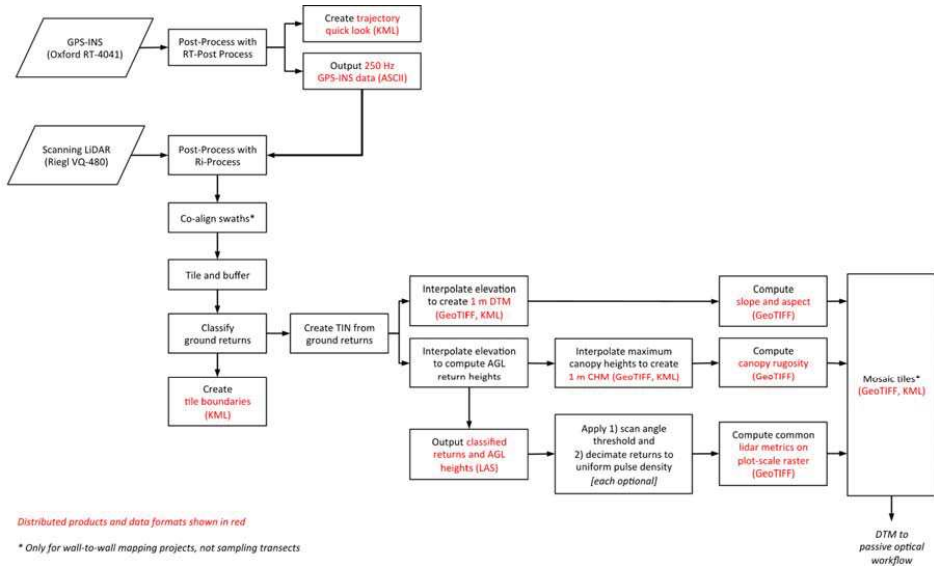 GPS-INS
(Oxford RT-4041)
Post-Process with
RT-Post Process
Create trajectory
quick look (KML)
Output 250 Hz
GPS-INS data (ASCII)
Scanning LiDAR
(Riegl VQ-480)
Post-Process with
Ri-Process
Co-align swaths*
Tile and buffer
Classify
ground returns
Create
tile boundaries
(KML)
Create TIN from
ground returns
Interpolate elevation
to create 1 m DTM
(GeoTIFF, KML)
Compute
slope and aspect
(GeoTIFF)
Interpolate elevation
to compute AGL
return heights
Interpolate maximum
canopy heights to create
1 m CHM (GeoTIFF, KML)
Compute
canopy rugosity
(GeoTIFF)
Output classified
returns and AGL
heights (LAS)
Apply 1) scan angle
threshold and
2) decimate returns to
uniform pulse density
[each optional]
Compute common
lidar metrics on
plot-scale raster
(GeoTIFF)
Mosaic tiles*
(GeoTIFF, KML)
DTM to
passive optical
workflow
Distributed products and data formats shown in red
* Only for wall-to-wall mapping projects, not sampling transects